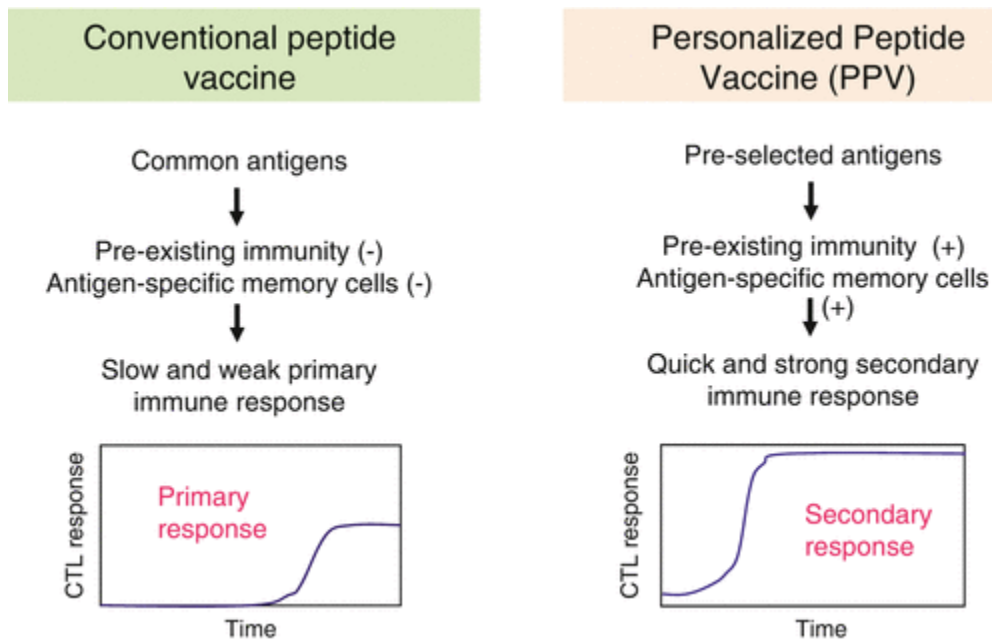 Conventional peptide
vaccine
Common antigens
Pre-existing immunity (-)
Antigen-specific memory cells (-)
Slow and weak primary
immune response
CTL response
Primary
response
Time
Personalized Peptide
Vaccine (PPV)
Pre-selected antigens
Pre-existing immunity (+)
Antigen-specific memory cells
(+)
Quick and strong secondary
immune response
CTL response
Secondary
response
Time